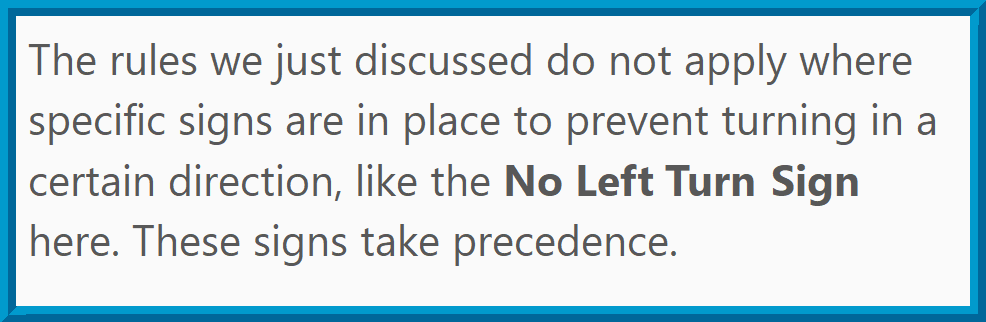 The rules we just discussed do not apply where
specific signs are in place to prevent turning in a
certain direction, like the No Left Turn Sign
here. These signs take precedence.